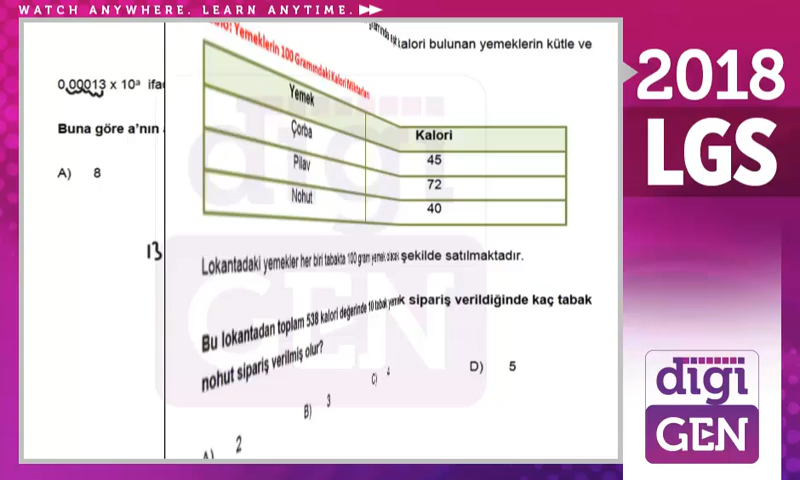 WATCH ANYWHERE. LEARN ANYTIME.
0,00013 x 10ᵃ ifa
Buna göre a'nın
A) 8
13
kalori bulunan yemeklerin kütle ve
Yemeklerin 100 Gramındaki Kalori Miktarları
Yemek Kalori
Çorba 45
Pilav 72
Nohut 40
Lokantadaki yemekler her biri tabakta 100 gram yemek olacak şekilde satılmaktadır.
Bu lokantadan toplam 538 kalori değerinde 10 tabak yemek sipariş verildiğinde kaç tabak
nohut sipariş verilmiş olur?
A) 2
B) 3
C) 4
D) 5
2018
LGS
digi
GEN
digi
GEN